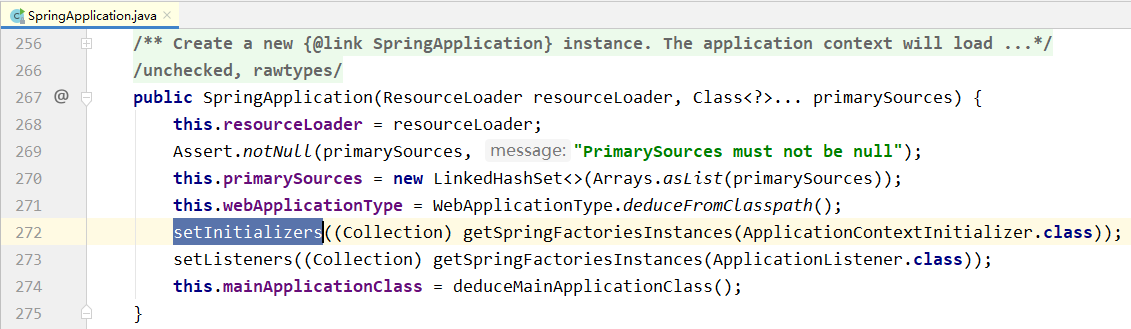 SpringApplication.java
256 /** Create a new {@link SpringApplication} instance. The application context will load ...*/
266 /unchecked, rawtypes/
267 @ public SpringApplication(ResourceLoader resourceLoader, Class<?>... primarySources) {
268 this.resourceLoader = resourceLoader;
269 Assert.notNull(primarySources, message: "PrimarySources must not be null");
270 this.primarySources = new LinkedHashSet<>(Arrays.asList(primarySources));
271 this.webApplicationType = WebApplicationType.deduceFromClasspath();
272 setInitializers((Collection) getSpringFactoriesInstances(ApplicationContextInitializer.class));
273 setListeners((Collection) getSpringFactoriesInstances(ApplicationListener.class));
274 this.mainApplicationClass = deduceMainApplicationClass();
275 }